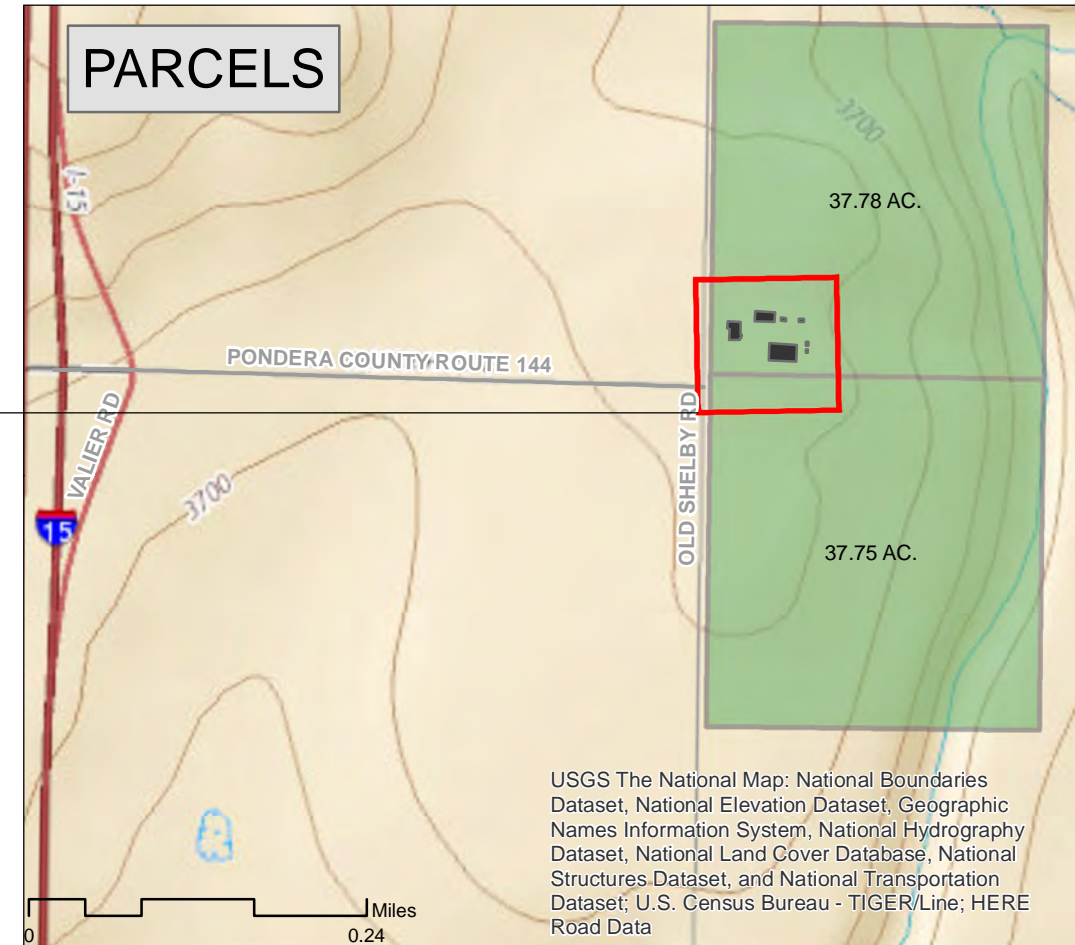 PARCELS
3700
I-15
37.78 AC.
PONDERA COUNTY ROUTE 144
VALIER RD
OLD SHELBY RD
3700
15
37.75 AC.
USGS The National Map: National Boundaries
Dataset, National Elevation Dataset, Geographic
Names Information System, National Hydrography
Dataset, National Land Cover Database, National
Structures Dataset, and National Transportation
Dataset; U.S. Census Bureau - TIGER/Line; HERE
Road Data
Miles
0 0.24